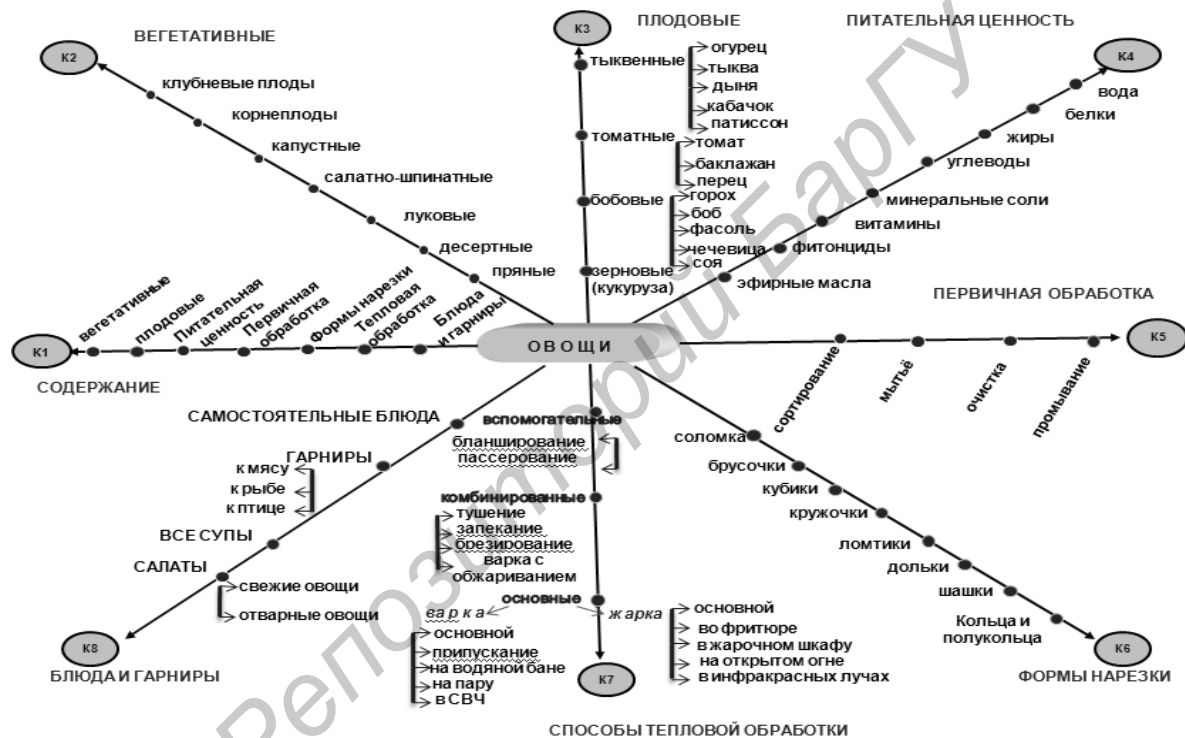 ВЕГЕТАТИВНЫЕ
К2
клубневые плоды
корнеплоды
капустные
салатно-шпинатные
луковые
десертные
пряные
К3
ПЛОДОВЫЕ
тыквенные
огурец
тыква
дыня
кабачок
патиссон
томатные
томат
баклажан
перец
бобовые
горох
боб
фасоль
чечевица
соя
зерновые
(кукуруза)
ПИТАТЕЛЬНАЯ ЦЕННОСТЬ
К4
вода
белки
жиры
углеводы
минеральные соли
витамины
фитонциды
эфирные масла
К1
вегетативные
плодовые
Питательная
ценность
Первичная
обработка
Формы нарезки
Тепловая
обработка
Блюда
и гарниры
СОДЕРЖАНИЕ
ОВОЩИ
ПЕРВИЧНАЯ ОБРАБОТКА
К5
сортирование
мытьё
очистка
промывание
САМОСТОЯТЕЛЬНЫЕ БЛЮДА
ГАРНИРЫ
к мясу
к рыбе
к птице
ВСЕ СУПЫ
САЛАТЫ
свежие овощи
отварные овощи
К8
БЛЮДА И ГАРНИРЫ
вспомогательные
бланширование
пассерование
комбинированные
тушение
запекание
брезирование
варка с
обжариванием
основные
варка
жарка
основной
припускание
на водяной бане
на пару
в СВЧ
основной
во фритюре
в жарочном шкафу
на открытом огне
в инфракрасных лучах
К7
СПОСОБЫ ТЕПЛОВОЙ ОБРАБОТКИ
соломка
брусочки
кубики
кружочки
ломтики
дольки
шашки
Кольца и
полукольца
К6
ФОРМЫ НАРЕЗКИ
Репозиторий БарГУ